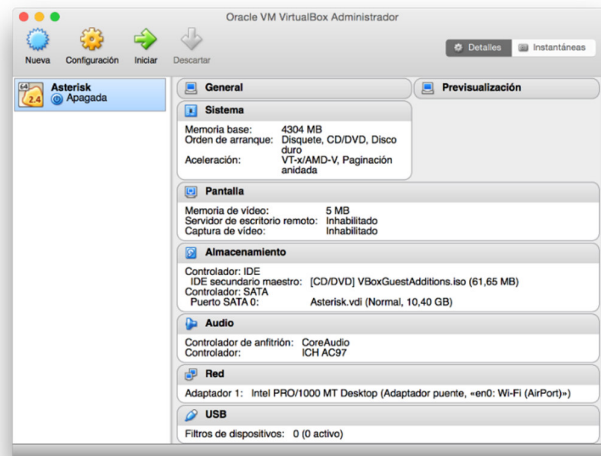 Oracle VM VirtualBox Administrador
Nueva
Configuración
Iniciar
Descartar
Detalles
Instantáneas
64
2.4
Asterisk
Apagada
General
Previsualización
Sistema
Memoria base: 4304 MB
Orden de arranque: Disquete, CD/DVD, Disco
duro
Aceleración: VT-x/AMD-V, Paginación
anidada
Pantalla
Memoria de vídeo: 5 MB
Servidor de escritorio remoto: Inhabilitado
Captura de vídeo: Inhabilitado
Almacenamiento
Controlador: IDE
IDE secundario maestro: [CD/DVD] VBoxGuestAdditions.iso (61,65 MB)
Controlador: SATA
Puerto SATA 0: Asterisk.vdi (Normal, 10,40 GB)
Audio
Controlador de anfitrión: CoreAudio
Controlador: ICH AC97
Red
Adaptador 1: Intel PRO/1000 MT Desktop (Adaptador puente, «en0: Wi-Fi (AirPort)»)
USB
Filtros de dispositivos: 0 (0 activo)